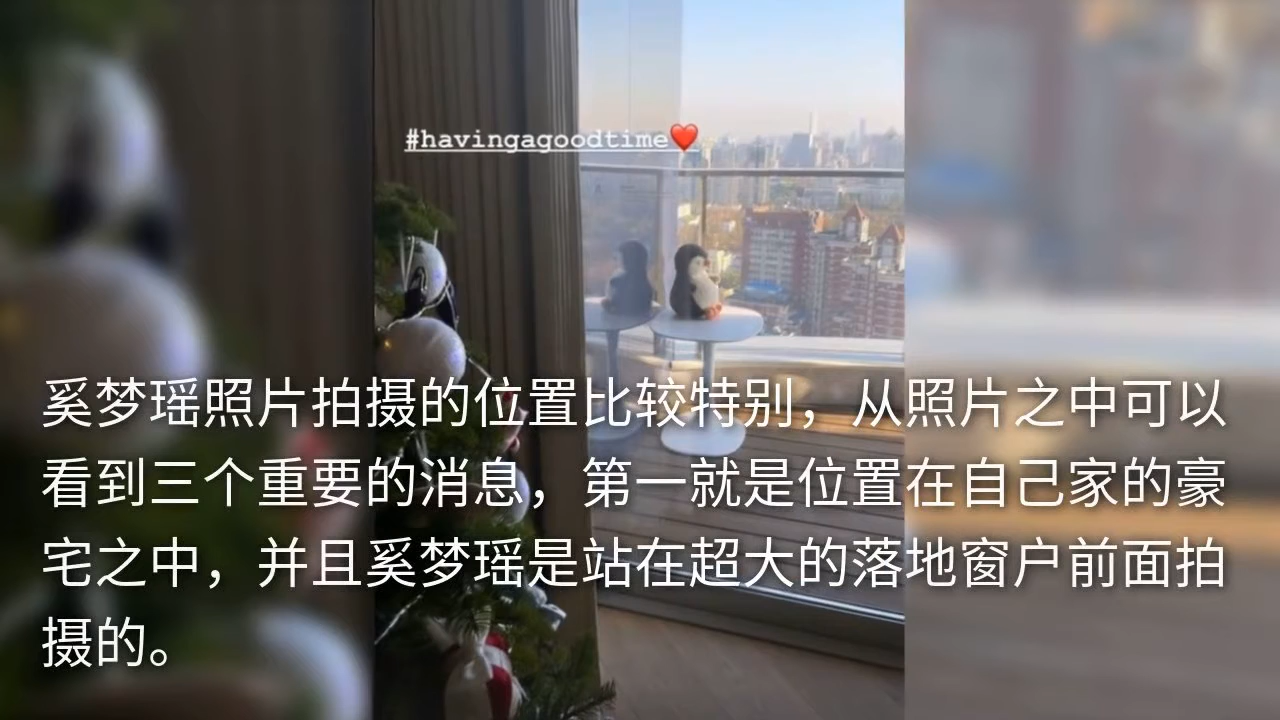 #havingagoodtime❤️
奚梦瑶照片拍摄的位置比较特别，从照片之中可以
看到三个重要的消息，第一就是位置在自己家的豪
宅之中，并且奚梦瑶是站在超大的落地窗户前面拍
摄的。